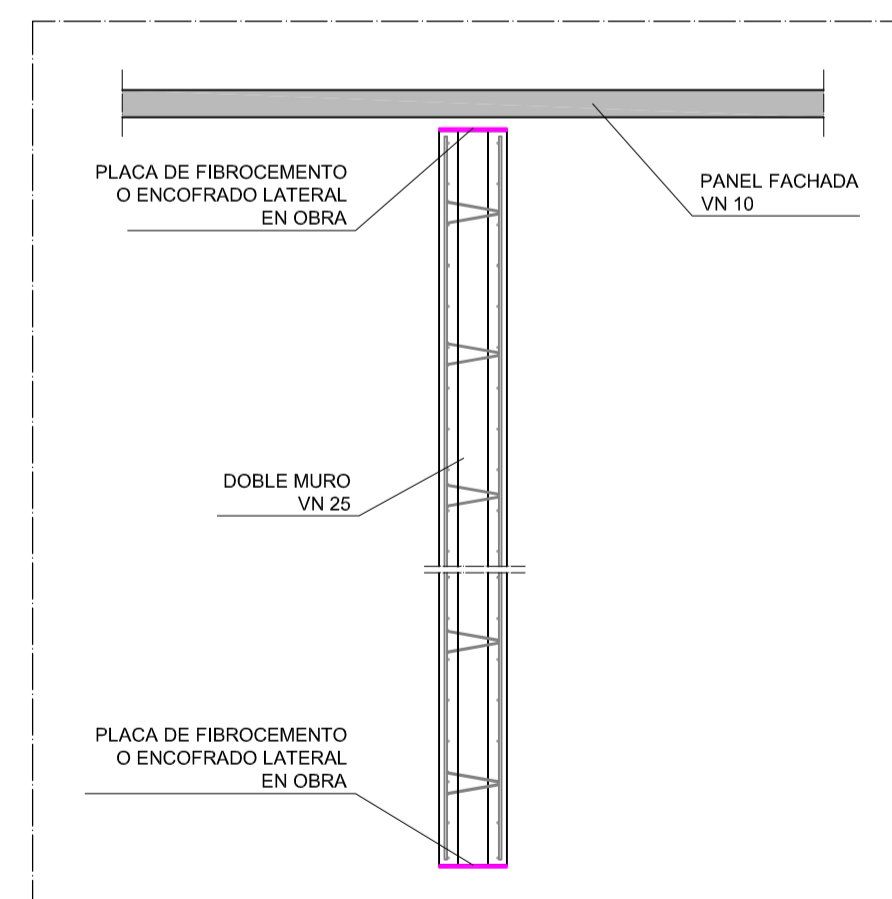 PLACA DE FIBROCEMENTO
O ENCOFRADO LATERAL
EN OBRA
PANEL FACHADA
VN 10
DOBLE MURO
VN 25
PLACA DE FIBROCEMENTO
O ENCOFRADO LATERAL
EN OBRA